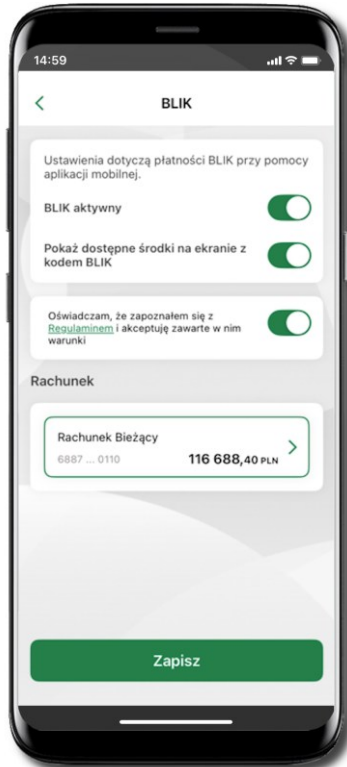 14:59
BLIK
Ustawienia dotyczą płatności BLIK przy pomocy
aplikacji mobilnej.
BLIK aktywny
Pokaż dostępne środki na ekranie z
kodem BLIK
Oświadczam, że zapoznałem się z
Regulaminem i akceptuję zawarte w nim
warunki
Rachunek
Rachunek Bieżący
6887 ... 0110 116 688,40 PLN
Zapisz